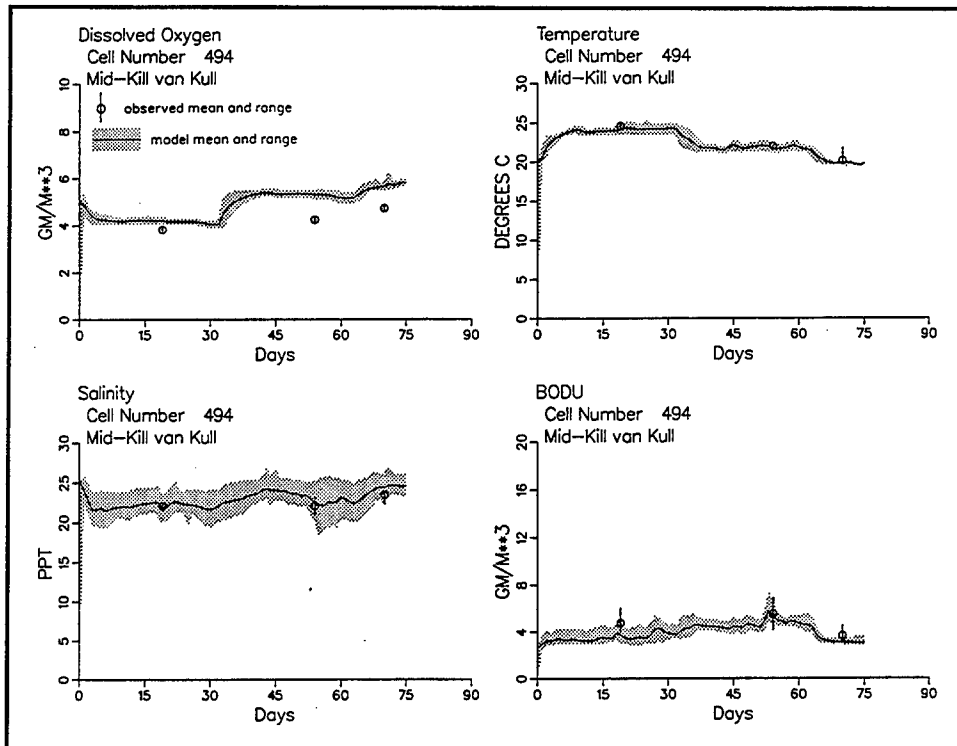 Dissolved Oxygen
Cell Number 494
Mid-Kill van Kull
observed mean and range
model mean and range
GM/M**3
0 2 4 6 8 10
0 15 30 45 60 75 90
Days
Temperature
Cell Number 494
Mid-Kill van Kull
DEGREES C
0 5 10 15 20 25 30
0 15 30 45 60 75 90
Days
Salinity
Cell Number 494
Mid-Kill van Kull
PPT
0 5 10 15 20 25 30
0 15 30 45 60 75 90
Days
BODU
Cell Number 494
Mid-Kill van Kull
GM/M**3
0 4 8 12 16 20
0 15 30 45 60 75 90
Days